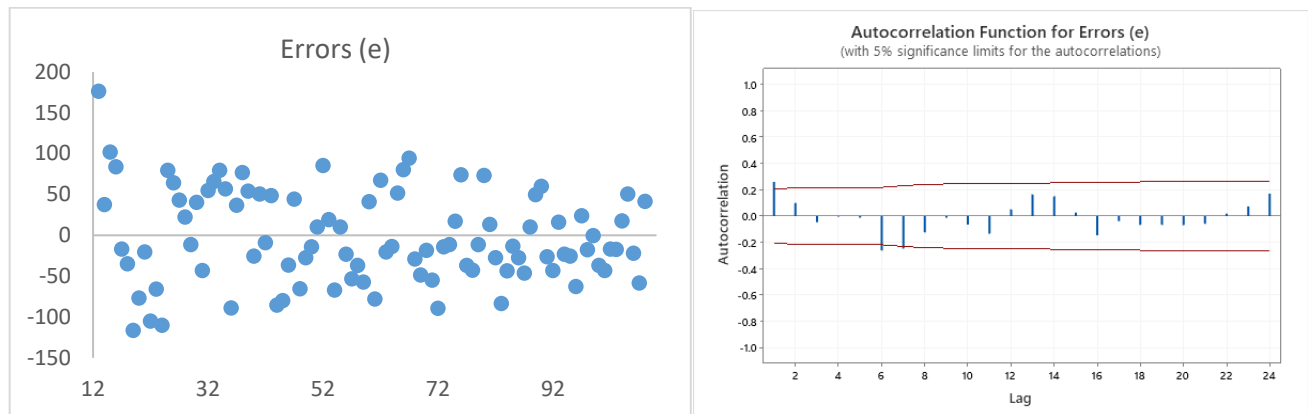 Errors (e)
200
150
100
50
0
-50
-100
-150
12 32 52 72 92
Autocorrelation Function for Errors (e)
(with 5% significance limits for the autocorrelations)
1.0
0.8
0.6
0.4
0.2
0.0
-0.2
-0.4
-0.6
-0.8
-1.0
Autocorrelation
2 4 6 8 10 12 14 16 18 20 22 24
Lag